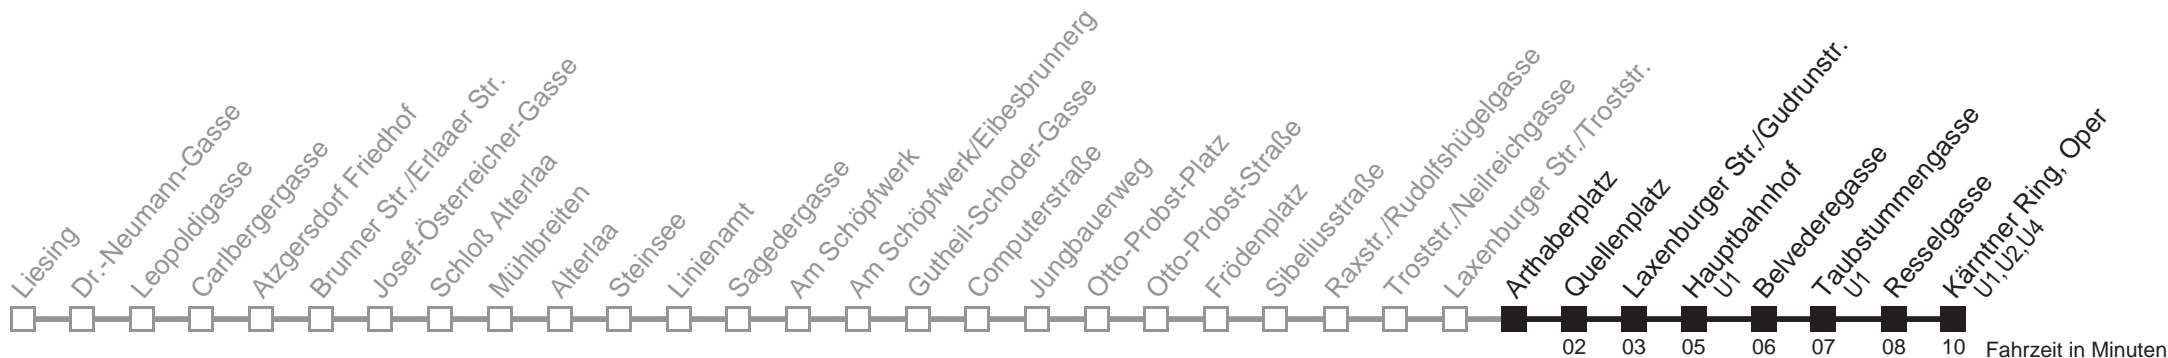 Liesing
Dr.-Neumann-Gasse
Leopoldigasse
Carlbergergasse
Atzgersdorf Friedhof
Brunner Str./Erlaaer Str.
Josef-Österreicher-Gasse
Schloß Alterlaa
Mühlbreiten
Alterlaa
Steinsee
Linienamt
Sagedergasse
Am Schöpfwerk
Am Schöpfwerk/Eibesbrunnerg
Gutheil-Schoder-Gasse
Computerstraße
Jungbauerweg
Otto-Probst-Platz
Otto-Probst-Straße
Frödenplatz
Sibeliusstraße
Raxstr./Rudolfshügelgasse
Troststr./Neilreichgasse
Laxenburger Str./Troststr.
Arthaberplatz
Quellenplatz
Laxenburger Str./Gudrunstr.
Hauptbahnhof
U1
Belvederegasse
Taubstummengasse
U1
Resselgasse
Kärntner Ring, Oper
U1,U2,U4
02 03 05 06 07 08 10 Fahrzeit in Minuten